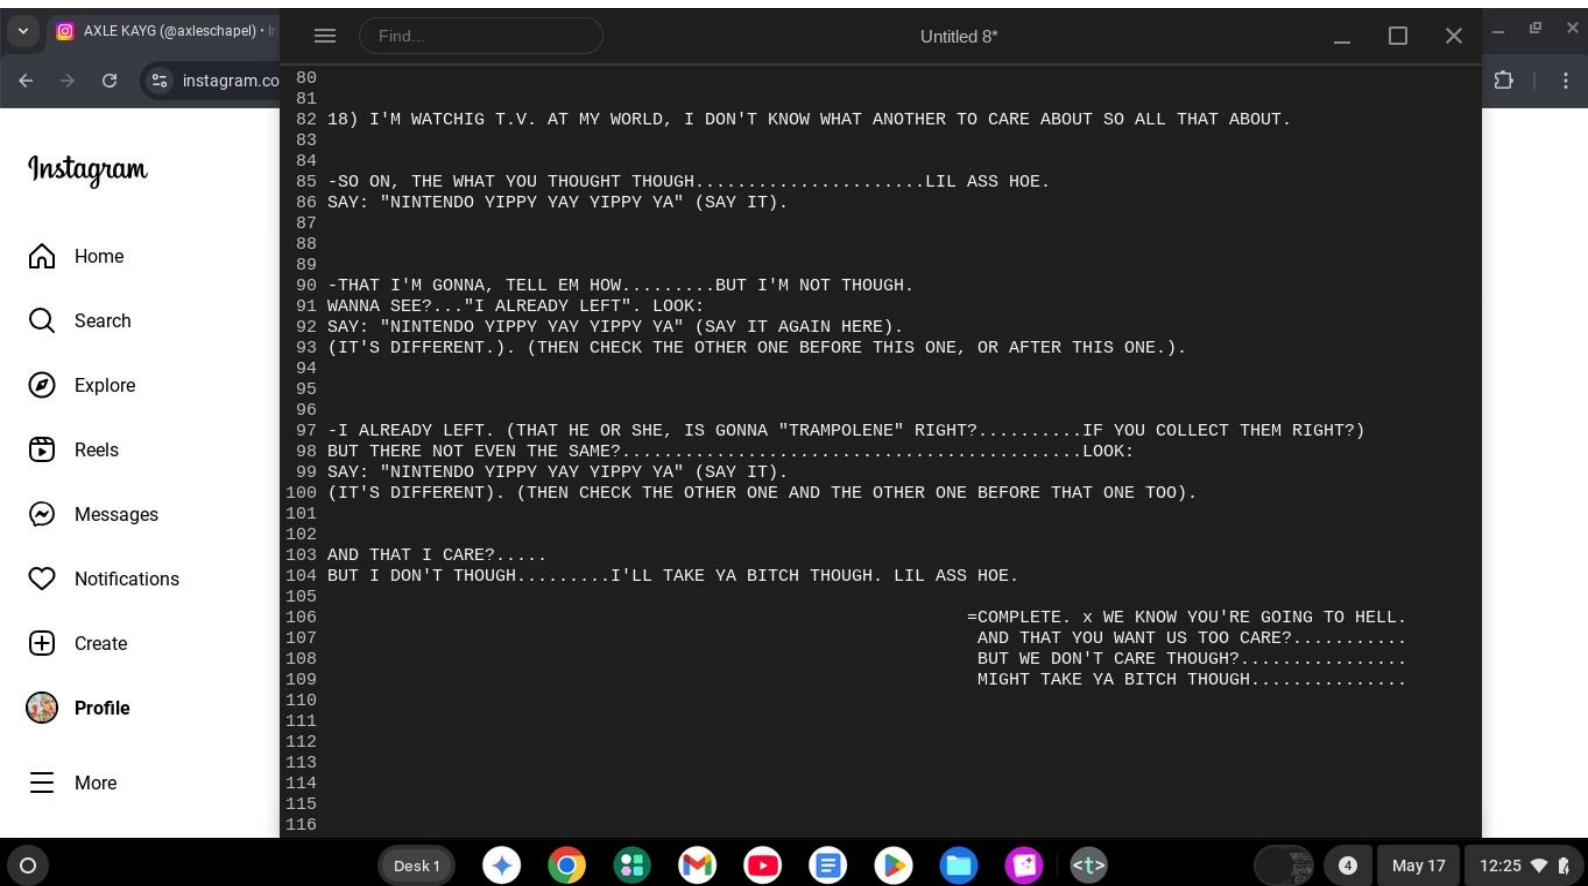 AXLE KAYG (@axleschapel) • In
Find...
Untitled 8*
instagram.co
Instagram
Home
Search
Explore
Reels
Messages
Notifications
Create
Profile
More
80
81
82 18) I'M WATCHIG T.V. AT MY WORLD, I DON'T KNOW WHAT ANOTHER TO CARE ABOUT SO ALL THAT ABOUT.
83
84
85 -SO ON, THE WHAT YOU THOUGHT THOUGH......................LIL ASS HOE.
86 SAY: "NINTENDO YIPPY YAY YIPPY YA" (SAY IT).
87
88
89
90 -THAT I'M GONNA, TELL EM HOW.........BUT I'M NOT THOUGH.
91 WANNA SEE?..."I ALREADY LEFT". LOOK:
92 SAY: "NINTENDO YIPPY YAY YIPPY YA" (SAY IT AGAIN HERE).
93 (IT'S DIFFERENT.). (THEN CHECK THE OTHER ONE BEFORE THIS ONE, OR AFTER THIS ONE.).
94
95
96
97 -I ALREADY LEFT. (THAT HE OR SHE, IS GONNA "TRAMPOLENE" RIGHT?..........IF YOU COLLECT THEM RIGHT?)
98 BUT THERE NOT EVEN THE SAME?............................................LOOK:
99 SAY: "NINTENDO YIPPY YAY YIPPY YA" (SAY IT).
100 (IT'S DIFFERENT). (THEN CHECK THE OTHER ONE AND THE OTHER ONE BEFORE THAT ONE TOO).
101
102
103 AND THAT I CARE?.....
104 BUT I DON'T THOUGH.........I'LL TAKE YA BITCH THOUGH. LIL ASS HOE.
105
106 =COMPLETE. x WE KNOW YOU'RE GOING TO HELL.
107 AND THAT YOU WANT US TOO CARE?...........
108 BUT WE DON'T CARE THOUGH?................
109 MIGHT TAKE YA BITCH THOUGH...............
110
111
112
113
114
115
116
Desk 1
<t>
4
May 17
12:25